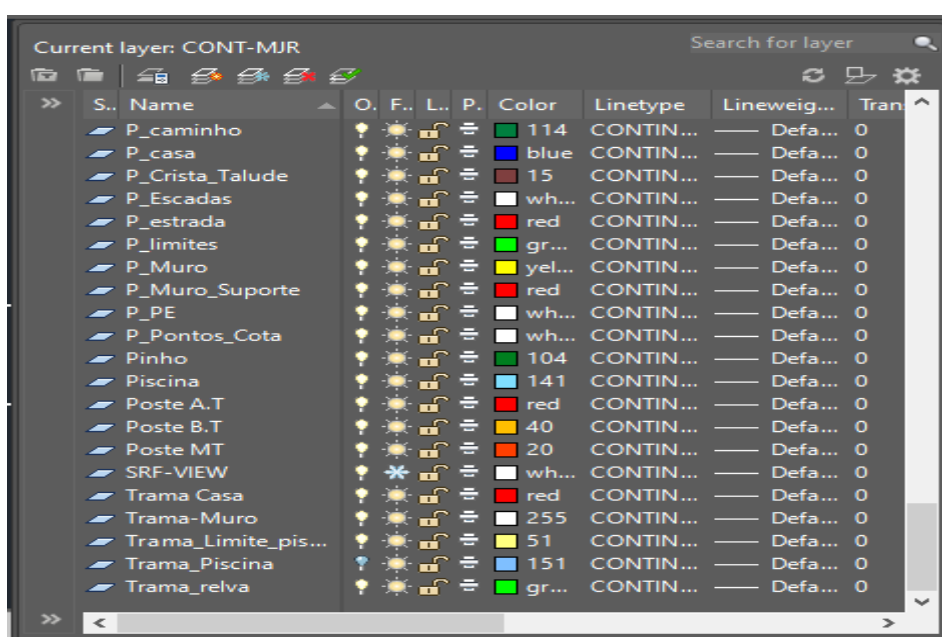 Current layer: CONT-MJR Search for layer
S.. Name O. F.. L.. P. Color Linetype Lineweig... Tran
P_caminho 114 CONTIN... Defa... 0
P_casa blue CONTIN... Defa... 0
P_Crista_Talude 15 CONTIN... Defa... 0
P_Escadas wh... CONTIN... Defa... 0
P_estrada red CONTIN... Defa... 0
P_limites gr... CONTIN... Defa... 0
P_Muro yel... CONTIN... Defa... 0
P_Muro_Suporte red CONTIN... Defa... 0
P_PE wh... CONTIN... Defa... 0
P_Pontos_Cota wh... CONTIN... Defa... 0
Pinho 104 CONTIN... Defa... 0
Piscina 141 CONTIN... Defa... 0
Poste A.T red CONTIN... Defa... 0
Poste B.T 40 CONTIN... Defa... 0
Poste MT 20 CONTIN... Defa... 0
SRF-VIEW wh... CONTIN... Defa... 0
Trama Casa red CONTIN... Defa... 0
Trama-Muro 255 CONTIN... Defa... 0
Trama_Limite_pis... 51 CONTIN... Defa... 0
Trama_Piscina 151 CONTIN... Defa... 0
Trama_relva gr... CONTIN... Defa... 0